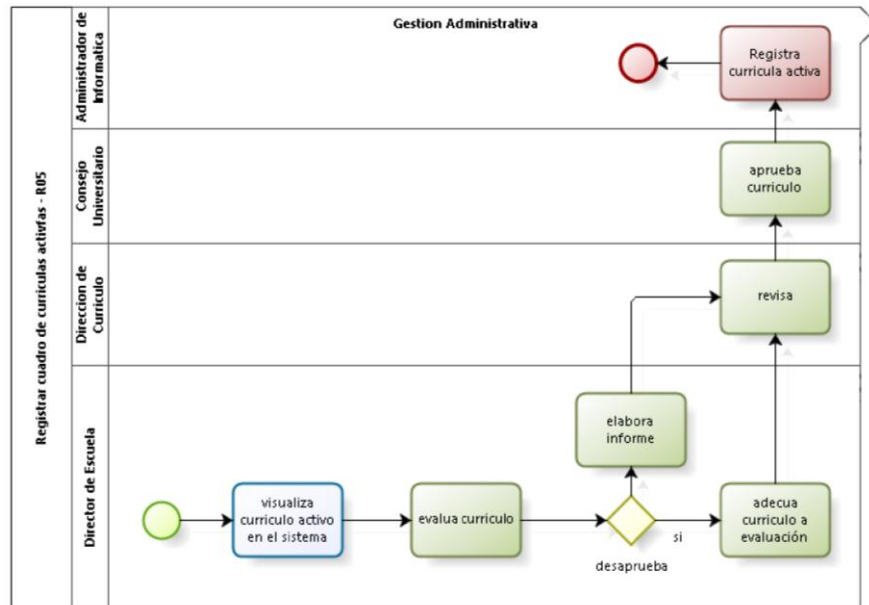 Gestion Administrativa
Registrar cuadro de curriculas activfas - R05
Administrador de
Informatica
Registra
curricula activa
Consejo
Universitario
aprueba
curriculo
Direccion de
Curriculo
revisa
Director de Escuela
elabora
informe
visualiza
curriculo activo
en el sistema
evalua curriculo
desaprueba
si
adecua
curriculo a
evaluación